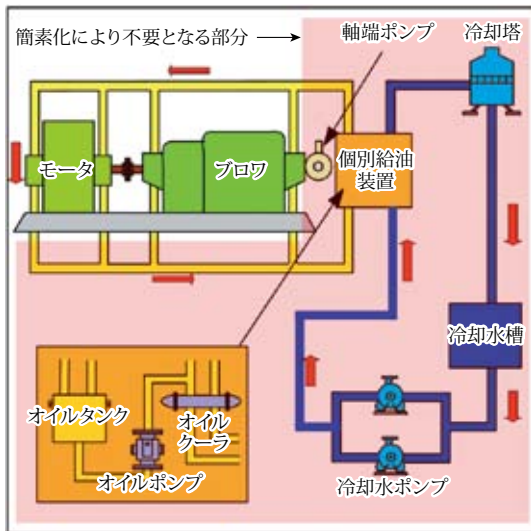 簡素化により不要となる部分
軸端ポンプ
冷却塔
モータ
ブロワ
個別給油
装置
冷却水槽
オイルタンク
オイル
クーラ
オイルポンプ
冷却水ポンプ